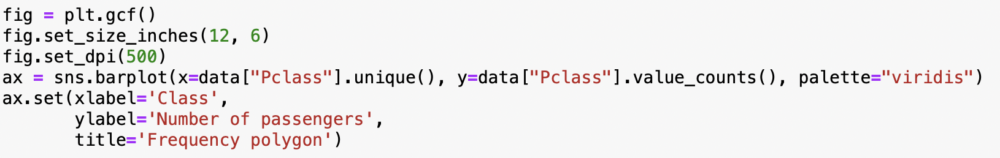 fig = plt.gcf()
fig.set_size_inches(12, 6)
fig.set_dpi(500)
ax = sns.barplot(x=data["Pclass"].unique(), y=data["Pclass"].value_counts(), palette="viridis")
ax.set(xlabel='Class',
       ylabel='Number of passengers',
       title='Frequency polygon')